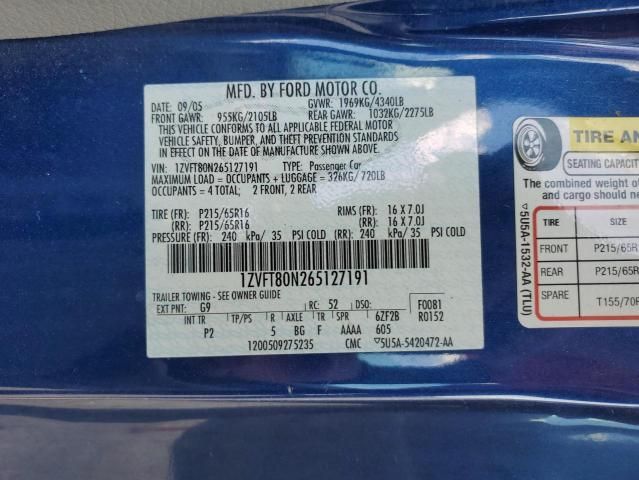 MFD. BY FORD MOTOR CO.
DATE: 09/05 GVWR: 1969KG/4340LB
FRONT GAWR: 955KG/2105LB REAR GAWR: 1032KG/2275LB
THIS VEHICLE CONFORMS TO ALL APPLICABLE FEDERAL MOTOR
VEHICLE SAFETY, BUMPER, AND THEFT PREVENTION STANDARDS
IN EFFECT ON THE DATE OF MANUFACTURE SHOWN ABOVE.
VIN: 1ZVFT80N265127191 TYPE: Passenger Car
MAXIMUM LOAD = OCCUPANTS + LUGGAGE = 326KG/720LB
OCCUPANTS = 4 TOTAL; 2 FRONT, 2 REAR
TIRE (FR): P215/65R16 RIMS (FR): 16 X 7.0J
(RR): P215/65R16 (RR): 16 X 7.0J
PRESSURE (FR): 240 kPa/ 35 PSI COLD (RR): 240 kPa/ 35 PSI COLD
1ZVFT80N265127191
TRAILER TOWING - SEE OWNER GUIDE
EXT PNT: G9 RC: 52 DSO: F00B1
INT TR TP/PS R AXLE TR SPR 6ZF2B R0152
P2 5 BG F AAAA 605
1200509275235 CMC ▽5U5A-5420472-AA
▽5U5A-1532-AA (TLU)
TIRE AN
SEATING CAPACITY
The combined weight of
and cargo should ne
TIRE SIZE
FRONT P215/65R
REAR P215/65R
SPARE T155/70